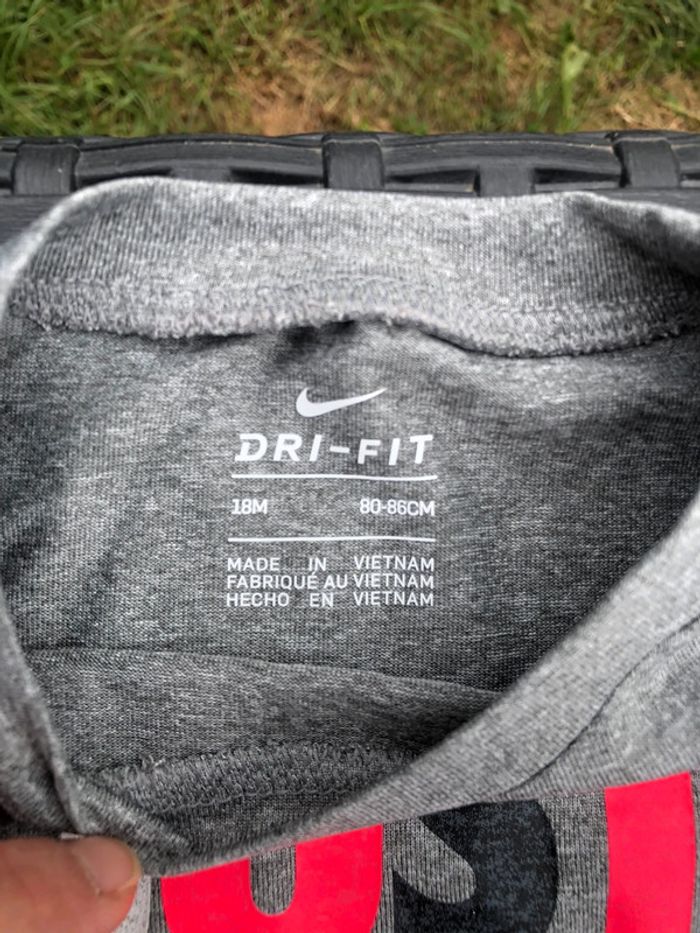 DRI-FIT
18M 80-86CM
MADE IN VIETNAM
FABRIQUÉ AU VIETNAM
HECHO EN VIETNAM